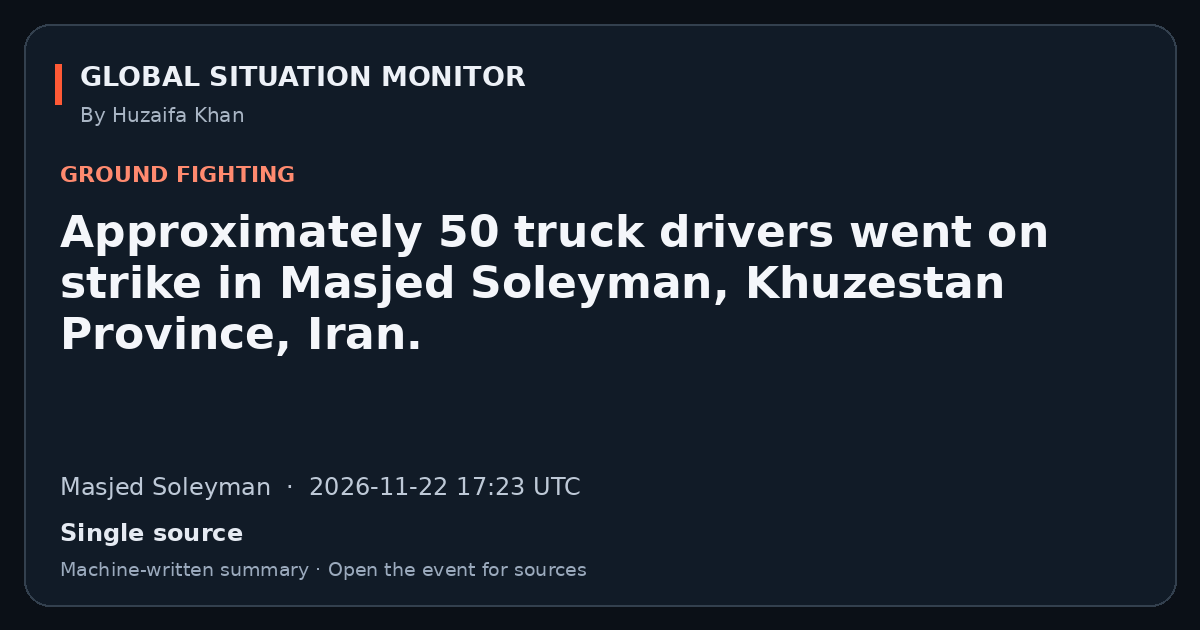 GLOBAL SITUATION MONITOR
By Huzaifa Khan
GROUND FIGHTING
Approximately 50 truck drivers went on
strike in Masjed Soleyman, Khuzestan
Province, Iran.
Masjed Soleyman · 2026-11-22 17:23 UTC
Single source
Machine-written summary · Open the event for sources